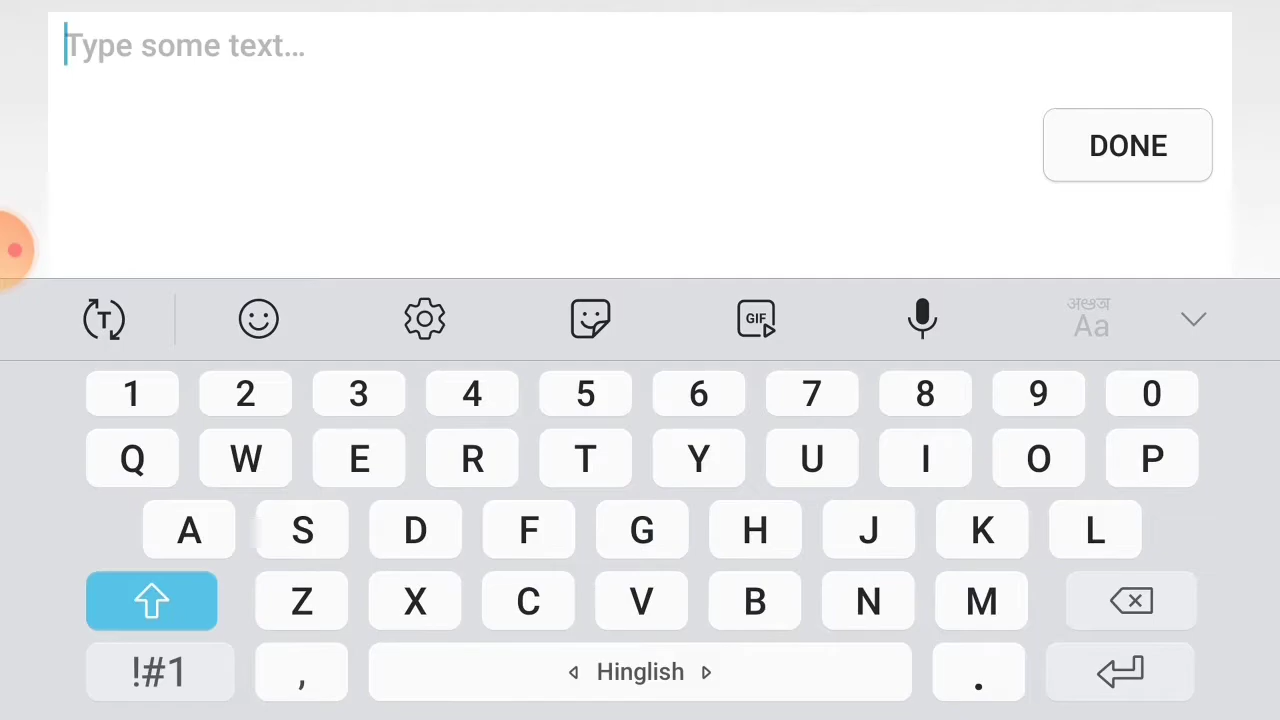 Type some text...
DONE
T GIF अशुअ Aa
1 2 3 4 5 6 7 8 9 0
Q W E R T Y U I O P
A S D F G H J K L
Z X C V B N M
!#1 , Hinglish .